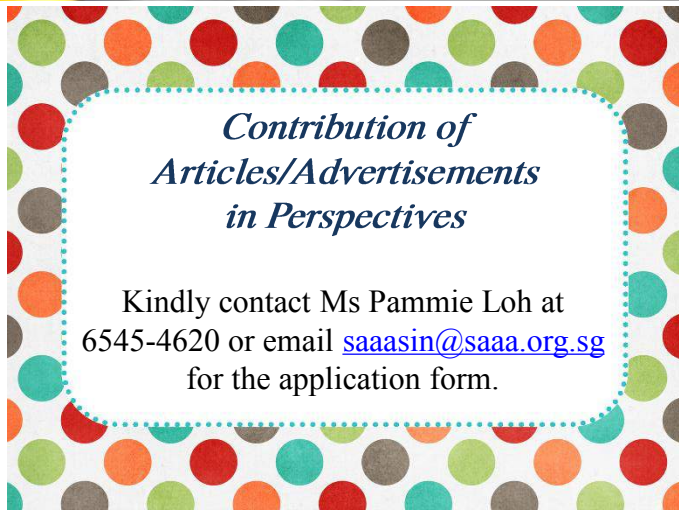 Contribution of
Articles/Advertisements
in Perspectives
Kindly contact Ms Pammie Loh at
6545-4620 or email saaasin@saaa.org.sg
for the application form.